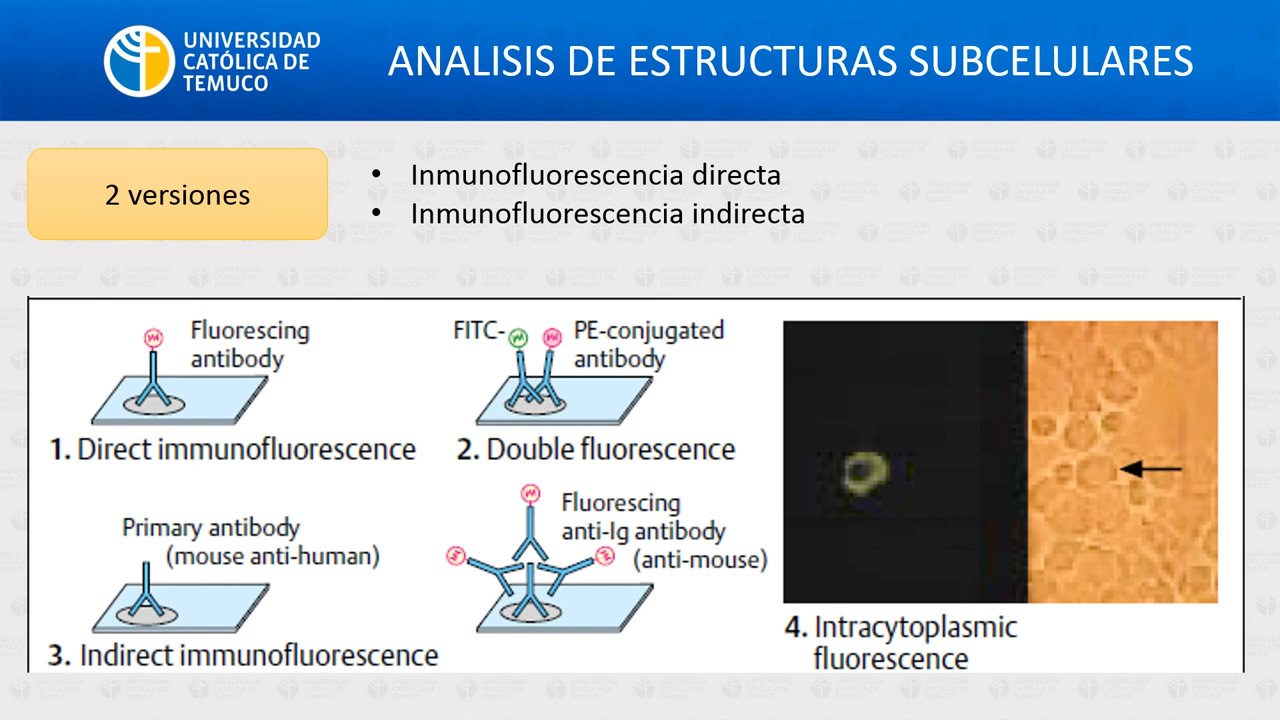 UNIVERSIDAD
CATÓLICA DE
TEMUCO
ANALISIS DE ESTRUCTURAS SUBCELULARES
2 versiones
• Inmunofluorescencia directa
• Inmunofluorescencia indirecta
Fluorescing
antibody
1. Direct immunofluorescence
FITC-
PE-conjugated
antibody
2. Double fluorescence
Primary antibody
(mouse anti-human)
3. Indirect immunofluorescence
Fluorescing
anti-Ig antibody
(anti-mouse)
4. Intracytoplasmic
fluorescence